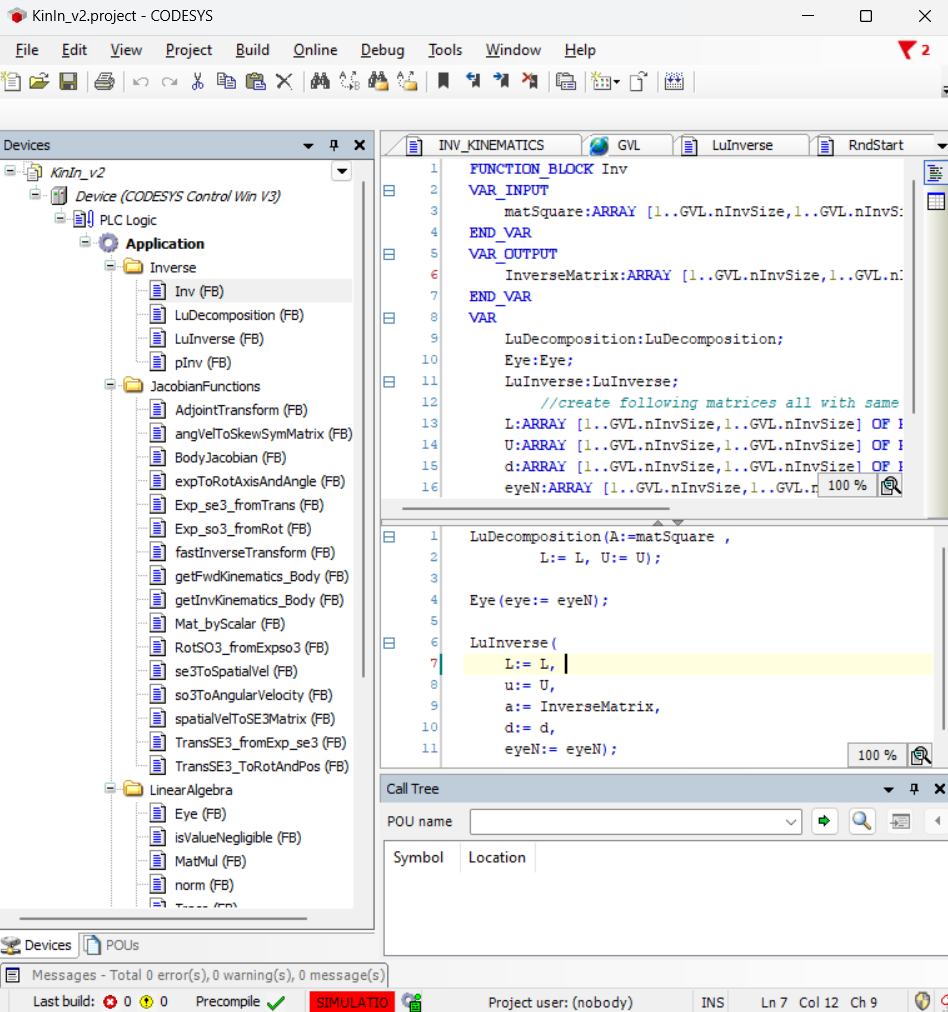 KinIn_v2.project - CODESYS
File Edit View Project Build Online Debug Tools Window Help
2
Devices
KinIn_v2
Device (CODESYS Control Win V3)
PLC Logic
Application
Inverse
Inv (FB)
LuDecomposition (FB)
LuInverse (FB)
pInv (FB)
JacobianFunctions
AdjointTransform (FB)
angVelToSkewSymMatrix (FB)
BodyJacobian (FB)
expToRotAxisAndAngle (FB)
Exp_se3_fromTrans (FB)
Exp_so3_fromRot (FB)
fastInverseTransform (FB)
getFwdKinematics_Body (FB)
getInvKinematics_Body (FB)
Mat_byScalar (FB)
RotSO3_fromExpso3 (FB)
se3ToSpatialVel (FB)
so3ToAngularVelocity (FB)
spatialVelToSE3Matrix (FB)
TransSE3_fromExp_se3 (FB)
TransSE3_ToRotAndPos (FB)
LinearAlgebra
Eye (FB)
isValueNegligible (FB)
MatMul (FB)
norm (FB)
Devices POUs
INV_KINEMATICS GVL LuInverse RndStart
1 FUNCTION_BLOCK Inv
2 VAR_INPUT
3 matSquare:ARRAY [1..GVL.nInvSize,1..GVL.nInvS
4 END_VAR
5 VAR_OUTPUT
6 InverseMatrix:ARRAY [1..GVL.nInvSize,1..GVL.nI
7 END_VAR
8 VAR
9 LuDecomposition:LuDecomposition;
10 Eye:Eye;
11 LuInverse:LuInverse;
12 //create following matrices all with same
13 L:ARRAY [1..GVL.nInvSize,1..GVL.nInvSize] OF
14 U:ARRAY [1..GVL.nInvSize,1..GVL.nInvSize] OF
15 d:ARRAY [1..GVL.nInvSize,1..GVL.nInvSize] OF
16 eyeN:ARRAY [1..GVL.nInvSize,1..GVL.n
100 %
1 LuDecomposition(A:=matSquare ,
2 L:= L, U:= U);
3
4 Eye(eye:= eyeN);
5
6 LuInverse(
7 L:= L,
8 u:= U,
9 a:= InverseMatrix,
10 d:= d,
11 eyeN:= eyeN);
100 %
Call Tree
POU name
Symbol Location
Messages - Total 0 error(s), 0 warning(s), 0 message(s)
Last build: 0 0 Precompile SIMULATIO Project user: (nobody) INS Ln 7 Col 12 Ch 9